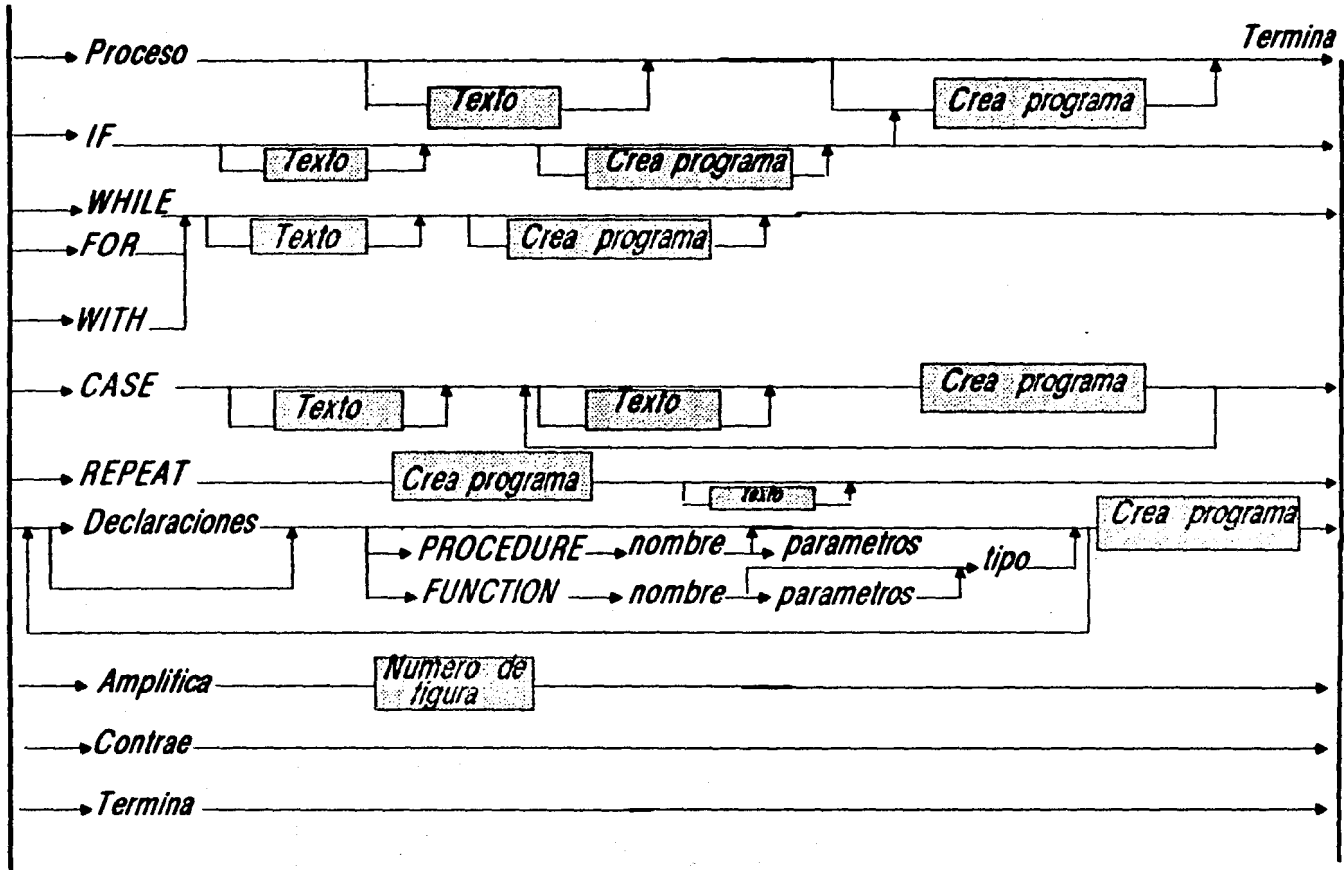 Termina
Proceso
Texto
Crea programa
IF
Texto
Crea programa
WHILE
Texto
Crea programa
FOR
WITH
CASE
Texto
Texto
Crea programa
REPEAT
Crea programa
Texto
Declaraciones
Crea programa
PROCEDURE nombre parametros
tipo
FUNCTION nombre parametros
Amplifica
Numero de
figura
Contrae
Termina